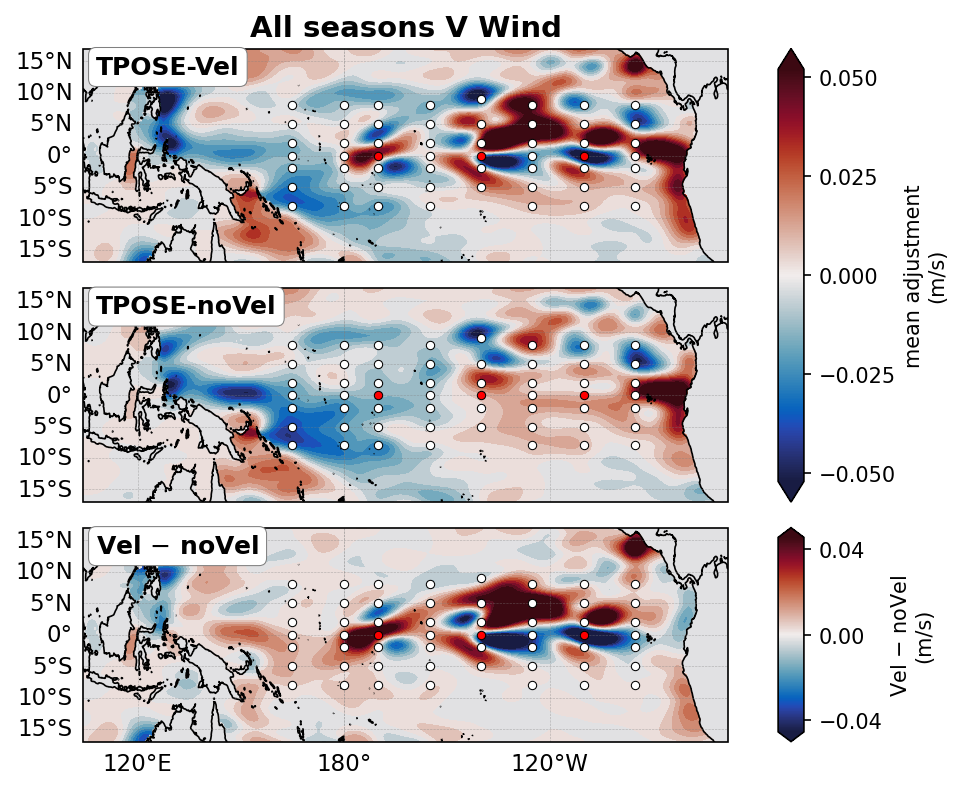 All seasons V Wind
TPOSE-Vel
15°N
10°N
5°N
0°
5°S
10°S
15°S
TPOSE-noVel
15°N
10°N
5°N
0°
5°S
10°S
15°S
Vel − noVel
15°N
10°N
5°N
0°
5°S
10°S
15°S
120°E
180°
120°W
0.050
0.025
0.000
−0.025
−0.050
mean adjustment
(m/s)
0.04
0.00
−0.04
Vel − noVel
(m/s)